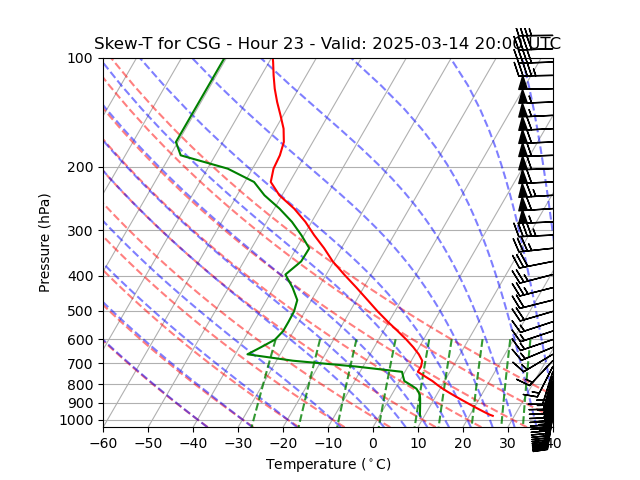 Skew-T for CSG - Hour 23 - Valid: 2025-03-14 20:00 UTC
100
200
300
400
500
600
700
800
900
1000
Pressure (hPa)
−60 −50 −40 −30 −20 −10 0 10 20 30 40
Temperature (°C)